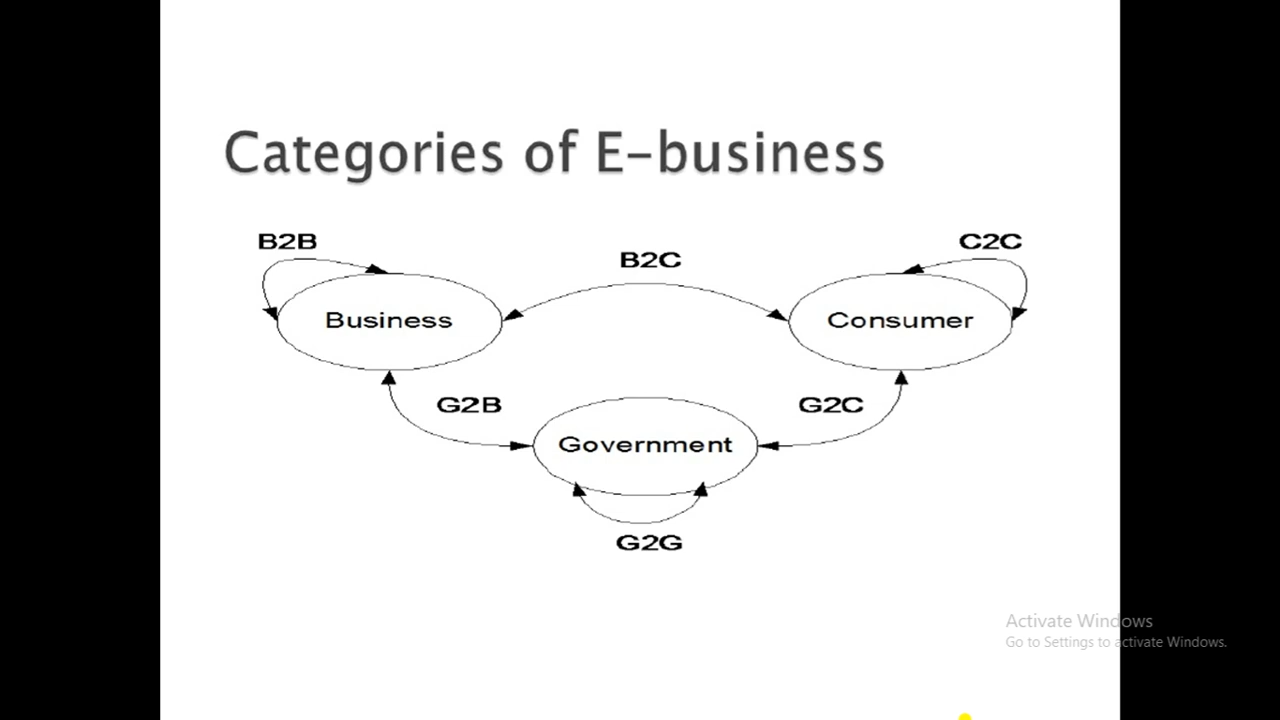 Categories of E-business
B2B
C2C
B2C
Business
Consumer
G2B
G2C
Government
G2G
Activate Windows
Go to Settings to activate Windows.